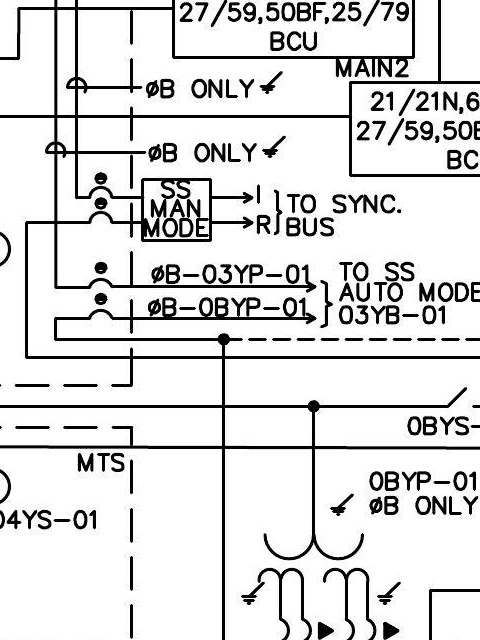 27/59,50BF,25/79
BCU
MAIN2
ØB ONLY
21/21N,6
27/59,50B
BC
ØB ONLY
SS
MAN
MODE
I
R
TO SYNC.
BUS
ØB-03YP-01
ØB-0BYP-01
TO SS
AUTO MODE
03YB-01
0BYS-
MTS
0BYP-01
ØB ONLY
04YS-01